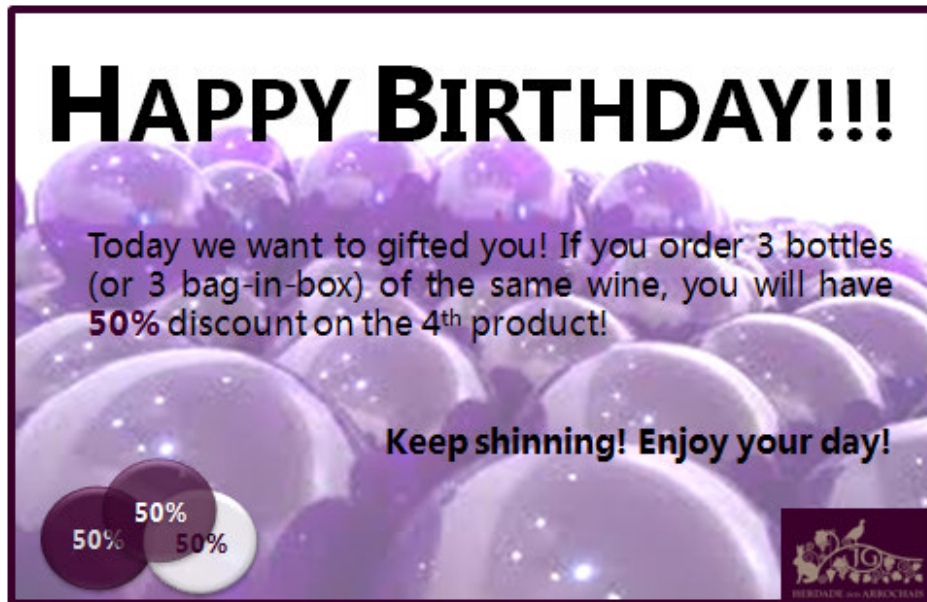 HAPPY BIRTHDAY!!!
Today we want to gifted you! If you order 3 bottles
(or 3 bag-in-box) of the same wine, you will have
50% discount on the 4th product!
Keep shinning! Enjoy your day!
50%
50%
50%
HERDADE DOS ARROCHAIS